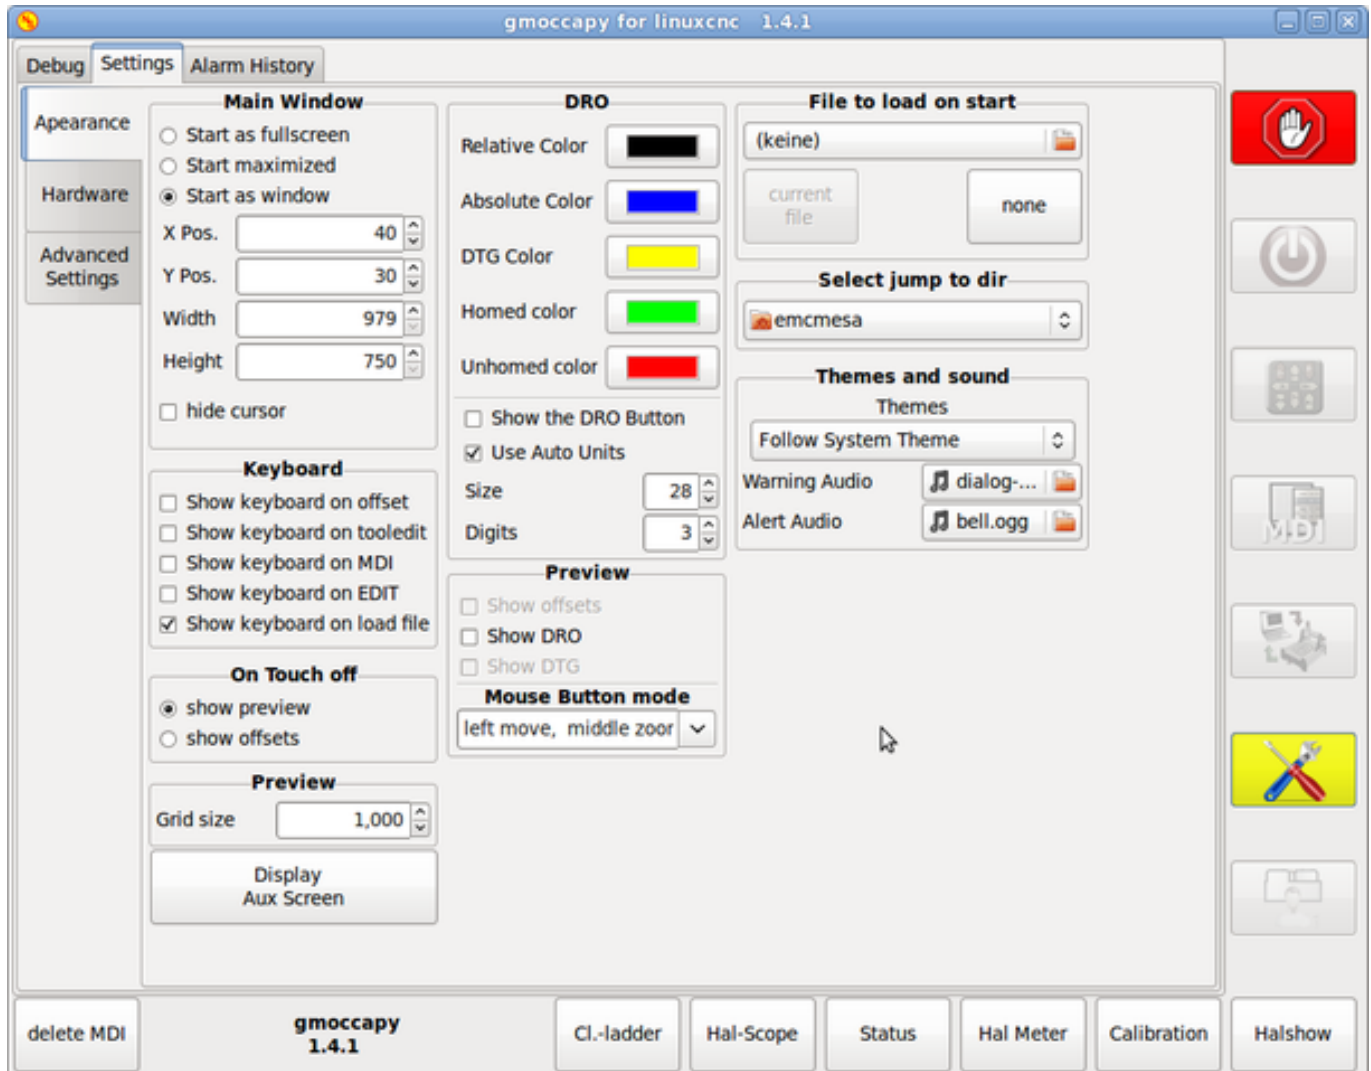 gmoccapy for linuxcnc 1.4.1
Debug
Settings
Alarm History
Apearance
Hardware
Advanced
Settings
Main Window
Start as fullscreen
Start maximized
Start as window
X Pos.
40
Y Pos.
30
Width
979
Height
750
hide cursor
Keyboard
Show keyboard on offset
Show keyboard on tooledit
Show keyboard on MDI
Show keyboard on EDIT
Show keyboard on load file
On Touch off
show preview
show offsets
Preview
Grid size
1,000
Display
Aux Screen
DRO
Relative Color
Absolute Color
DTG Color
Homed color
Unhomed color
Show the DRO Button
Use Auto Units
Size
28
Digits
3
Preview
Show offsets
Show DRO
Show DTG
Mouse Button mode
left move, middle zoor
File to load on start
(keine)
current
file
none
Select jump to dir
emcmesa
Themes and sound
Themes
Follow System Theme
Warning Audio
dialog-...
Alert Audio
bell.ogg
MDI
delete MDI
gmoccapy
1.4.1
Cl.-ladder
Hal-Scope
Status
Hal Meter
Calibration
Halshow